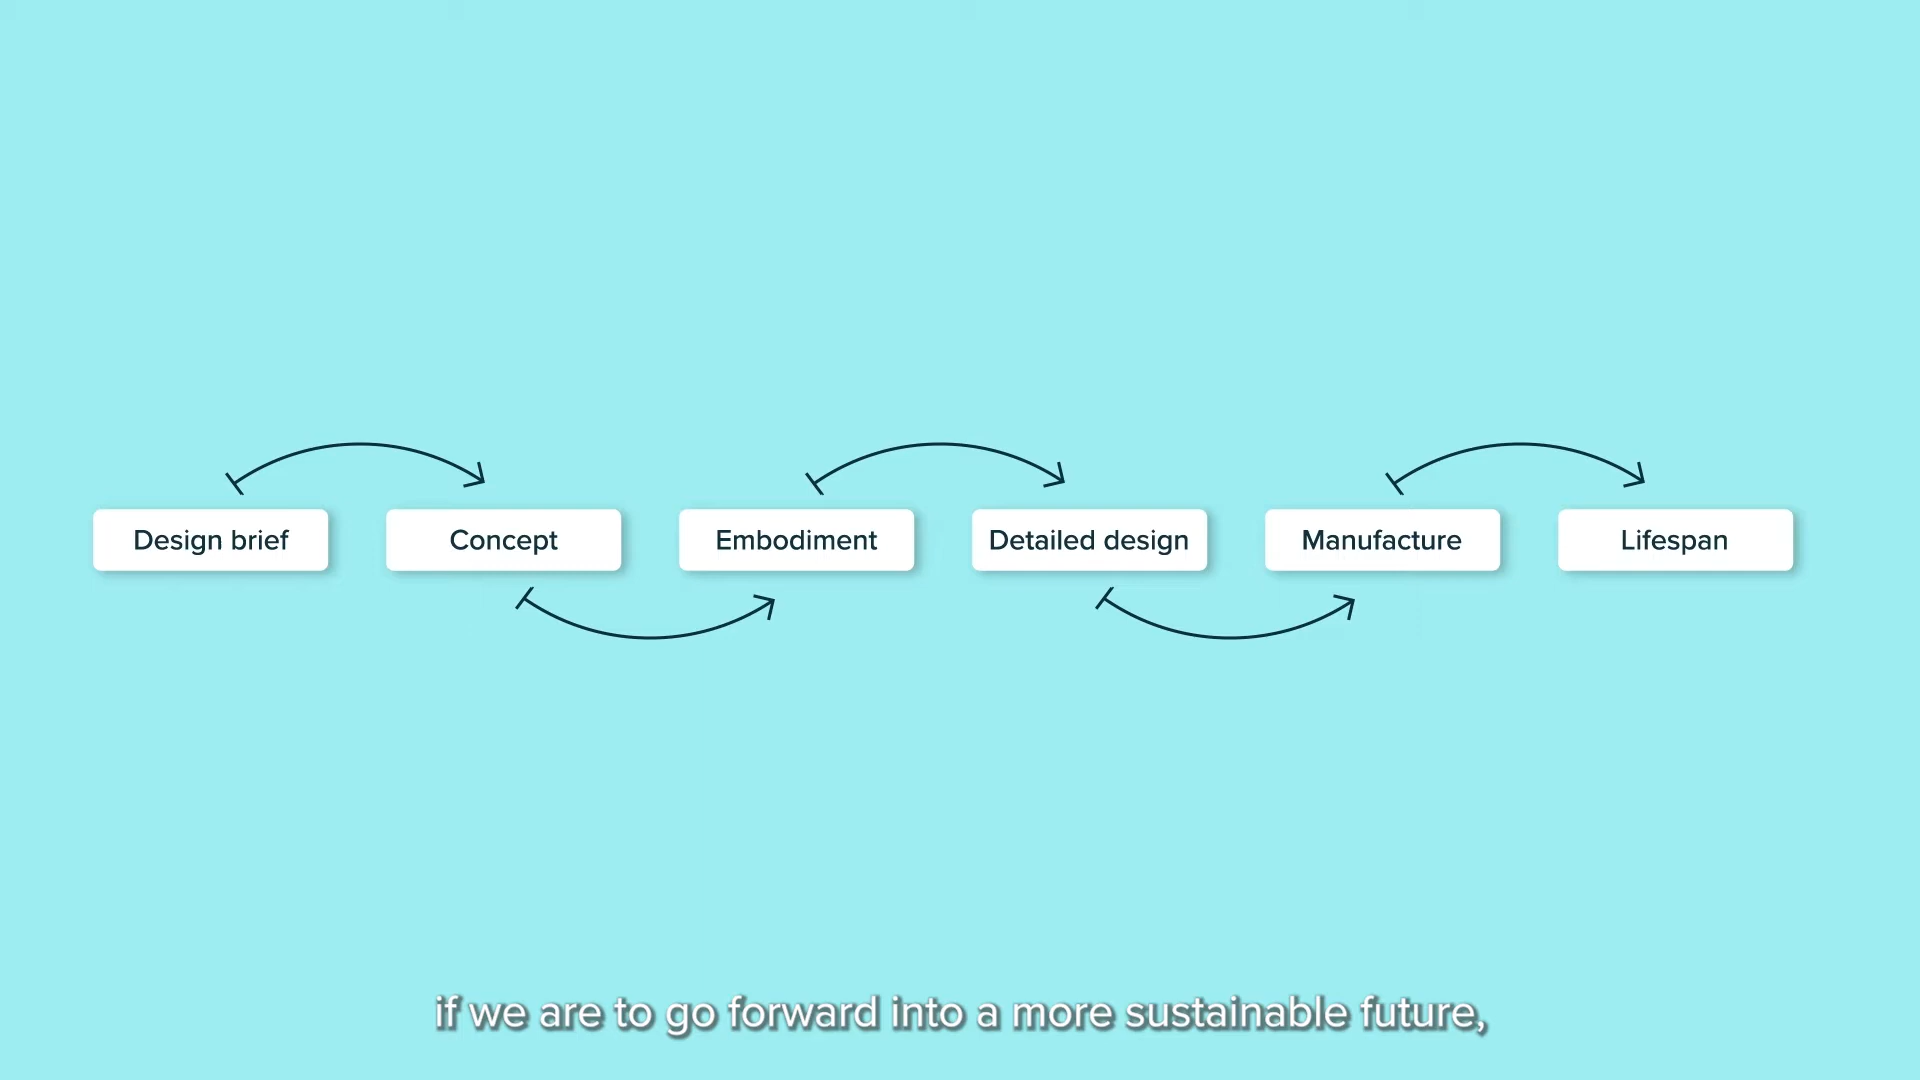 Design brief
Concept
Embodiment
Detailed design
Manufacture
Lifespan
if we are to go forward into a more sustainable future,